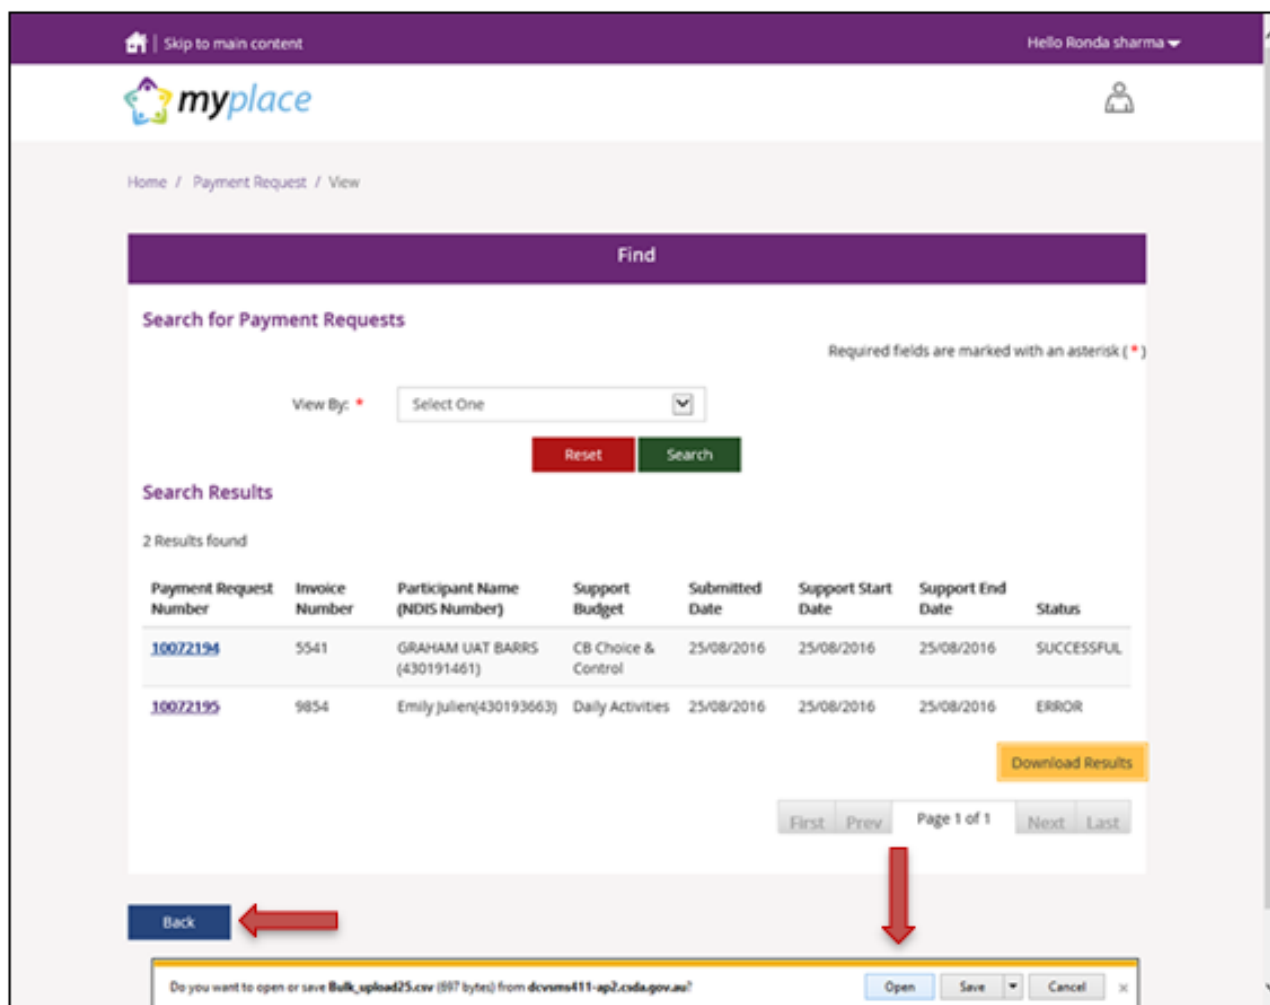 Skip to main content
Hello Ronda sharma
myplace
Home / Payment Request / View
Find
Search for Payment Requests
Required fields are marked with an asterisk (*)
View By: * Select One
Reset Search
Search Results
2 Results found
Payment Request Number Invoice Number Participant Name (NDIS Number) Support Budget Submitted Date Support Start Date Support End Date Status
10072194 5541 GRAHAM UAT BARRS (430191461) CB Choice & Control 25/08/2016 25/08/2016 25/08/2016 SUCCESSFUL
10072195 9854 Emily Julien(430193663) Daily Activities 25/08/2016 25/08/2016 25/08/2016 ERROR
Download Results
First Prev Page 1 of 1 Next Last
Back
Do you want to open or save Bulk_upload25.csv (697 bytes) from dcvsms411-ap2.csda.gov.au? Open Save Cancel